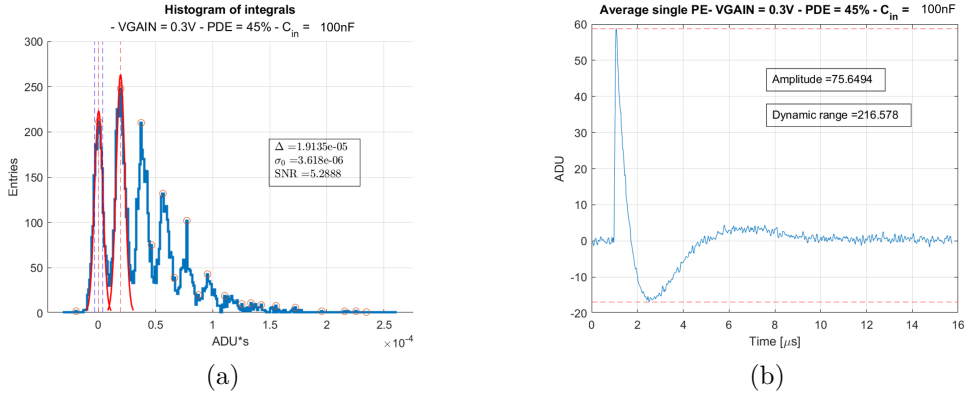 Histogram of integrals
- VGAIN = 0.3V - PDE = 45% - C_in = 100nF
300
250
200
150
100
50
0
Entries
Δ =1.9135e-05
σ₀ =3.618e-06
SNR =5.2888
0
0.5
1
1.5
2
2.5
×10⁻⁴
ADU*s
(a)
Average single PE- VGAIN = 0.3V - PDE = 45% - C_in = 100nF
60
50
40
30
20
10
0
-10
-20
ADU
Amplitude =75.6494
Dynamic range =216.578
0
2
4
6
8
10
12
14
16
Time [μs]
(b)